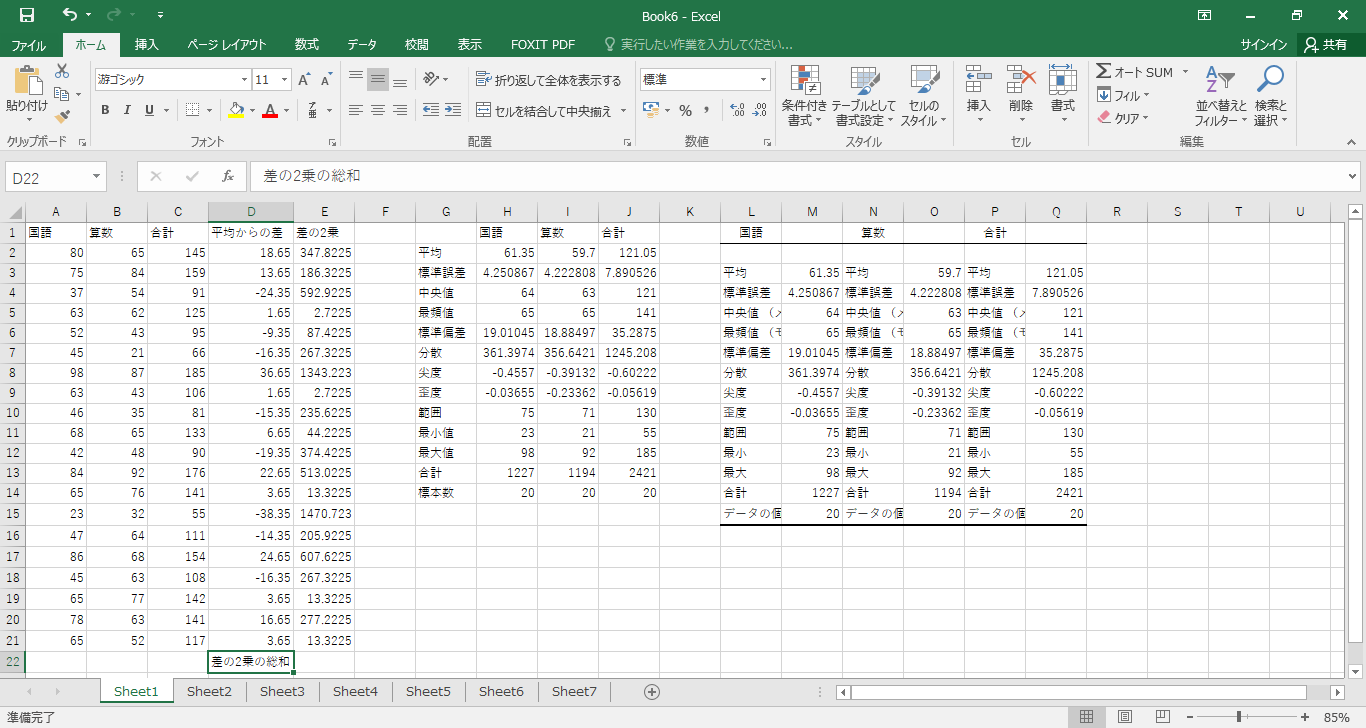 Book6 - Excel
ファイル ホーム 挿入 ページ レイアウト 数式 データ 校閲 表示 FOXIT PDF 実行したい作業を入力してください... サインイン 共有
貼り付け 游ゴシック 11 A A 折り返して全体を表示する 標準 条件付き書式 テーブルとして書式設定 セルのスタイル 挿入 削除 書式 Σ オート SUM 並べ替えとフィルター 検索と選択
B I U A 亜 セルを結合して中央揃え % , フィル クリア
クリップボード フォント 配置 数値 スタイル セル 編集
D22 fx 差の2乗の総和
A B C D E F G H I J K L M N O P Q R S T U
1 国語 算数 合計 平均からの差 差の2乗 国語 算数 合計 国語 算数 合計
2 80 65 145 18.65 347.8225 平均 61.35 59.7 121.05
3 75 84 159 13.65 186.3225 標準誤差 4.250867 4.222808 7.890526 平均 61.35 平均 59.7 平均 121.05
4 37 54 91 -24.35 592.9225 中央値 64 63 121 標準誤差 4.250867 標準誤差 4.222808 標準誤差 7.890526
5 63 62 125 1.65 2.7225 最頻値 65 65 141 中央値 （メ 64 中央値 （メ 63 中央値 （メ 121
6 52 43 95 -9.35 87.4225 標準偏差 19.01045 18.88497 35.2875 最頻値 （モ 65 最頻値 （モ 65 最頻値 （モ 141
7 45 21 66 -16.35 267.3225 分散 361.3974 356.6421 1245.208 標準偏差 19.01045 標準偏差 18.88497 標準偏差 35.2875
8 98 87 185 36.65 1343.223 尖度 -0.4557 -0.39132 -0.60222 分散 361.3974 分散 356.6421 分散 1245.208
9 63 43 106 1.65 2.7225 歪度 -0.03655 -0.23362 -0.05619 尖度 -0.4557 尖度 -0.39132 尖度 -0.60222
10 46 35 81 -15.35 235.6225 範囲 75 71 130 歪度 -0.03655 歪度 -0.23362 歪度 -0.05619
11 68 65 133 6.65 44.2225 最小値 23 21 55 範囲 75 範囲 71 範囲 130
12 42 48 90 -19.35 374.4225 最大値 98 92 185 最小 23 最小 21 最小 55
13 84 92 176 22.65 513.0225 合計 1227 1194 2421 最大 98 最大 92 最大 185
14 65 76 141 3.65 13.3225 標本数 20 20 20 合計 1227 合計 1194 合計 2421
15 23 32 55 -38.35 1470.723 データの個 20 データの個 20 データの個 20
16 47 64 111 -14.35 205.9225
17 86 68 154 24.65 607.6225
18 45 63 108 -16.35 267.3225
19 65 77 142 3.65 13.3225
20 78 63 141 16.65 277.2225
21 65 52 117 3.65 13.3225
22 差の2乗の総和
Sheet1 Sheet2 Sheet3 Sheet4 Sheet5 Sheet6 Sheet7
準備完了 85%